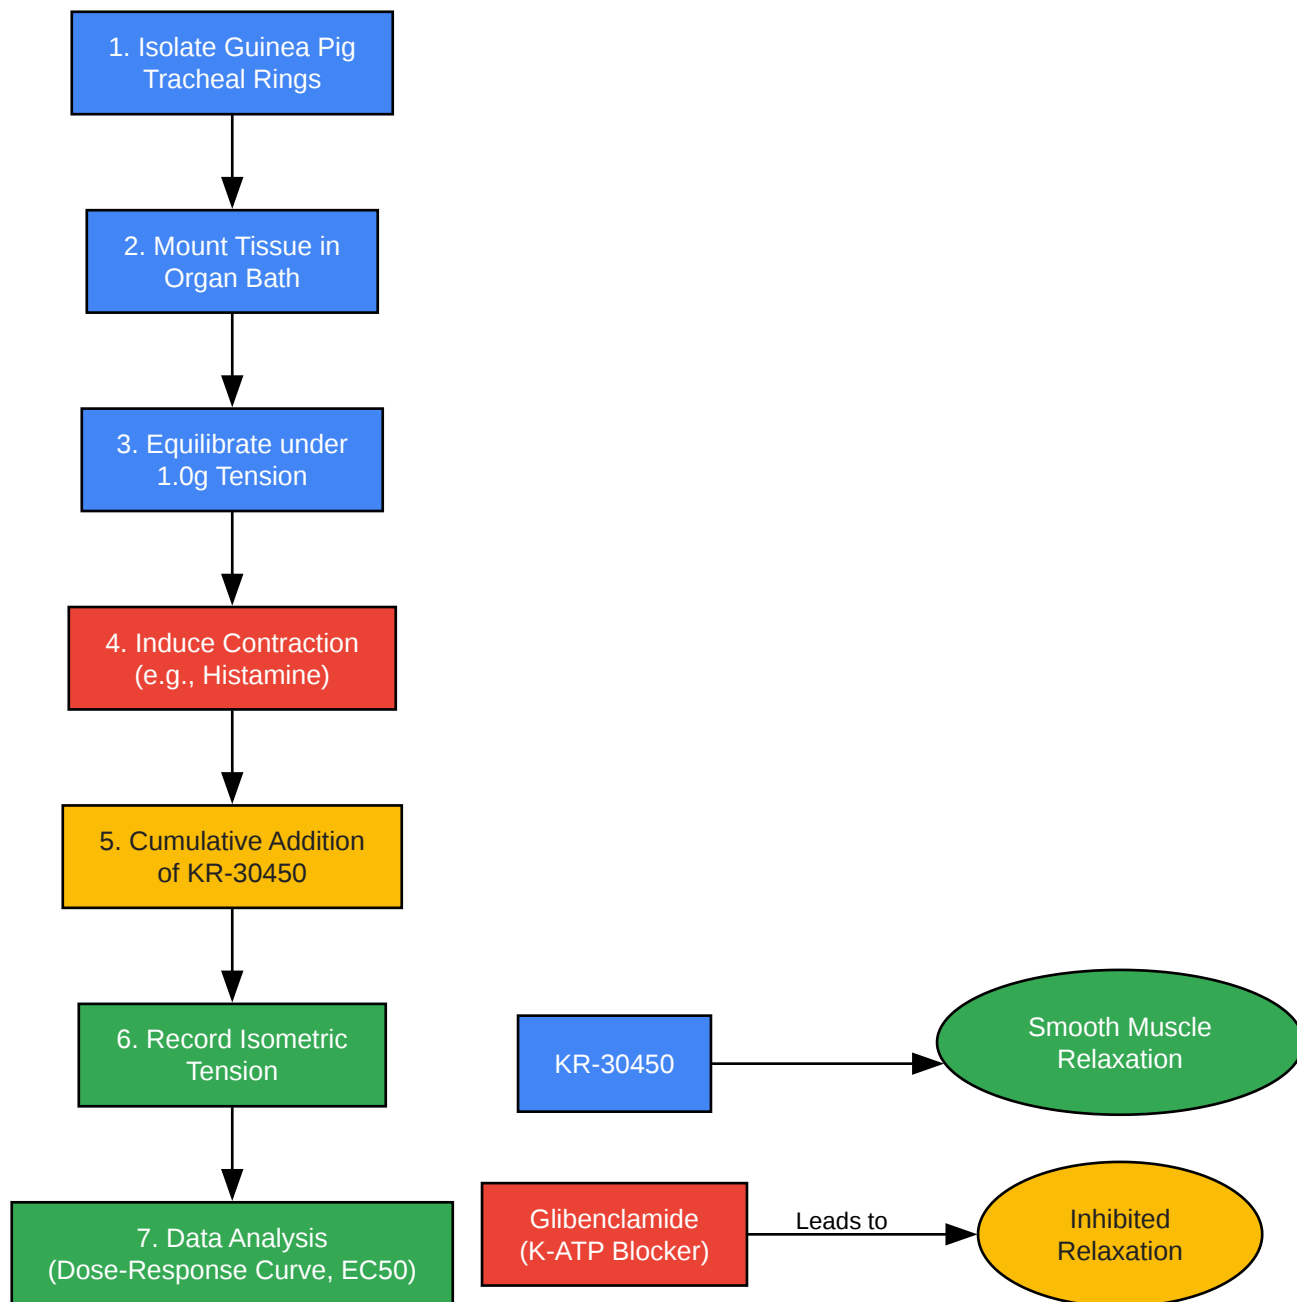 1. Isolate Guinea Pig
Tracheal Rings
2. Mount Tissue in
Organ Bath
3. Equilibrate under
1.0g Tension
4. Induce Contraction
(e.g., Histamine)
5. Cumulative Addition
of KR-30450
6. Record Isometric
Tension
7. Data Analysis
(Dose-Response Curve, EC50)
KR-30450
Smooth Muscle
Relaxation
Glibenclamide
(K-ATP Blocker)
Leads to
Inhibited
Relaxation